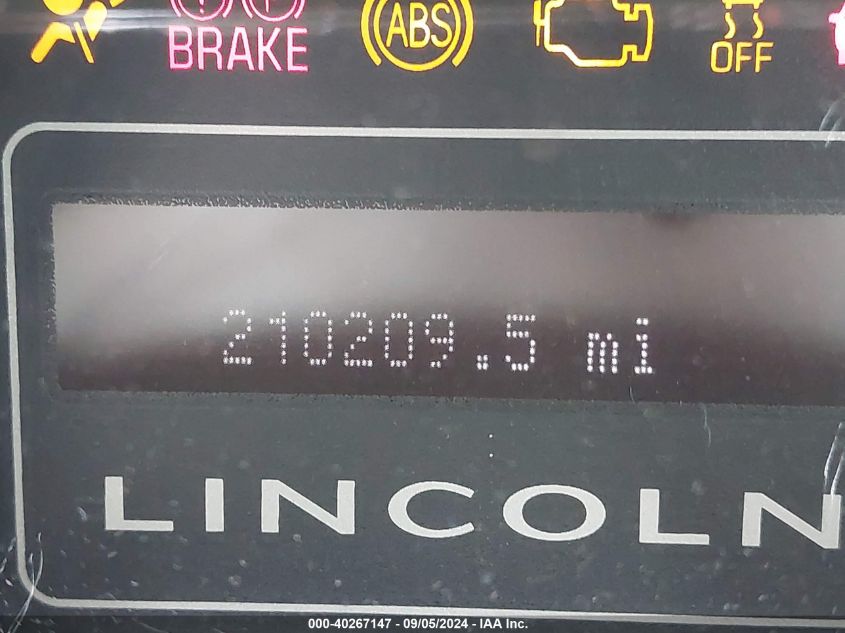 BRAKE
ABS
OFF
210209.5 mi
LINCOLN
000-40267147 - 09/05/2024 - IAA Inc.